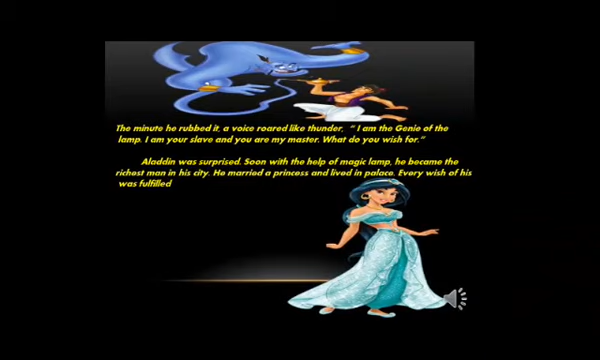 The minute he rubbed it, a voice roared like thunder, " I am the Genie of the
lamp. I am your slave and you are my master. What do you wish for."
Aladdin was surprised. Soon with the help of magic lamp, he became the
richest man in his city. He married a princess and lived in palace. Every wish of his
was fulfilled